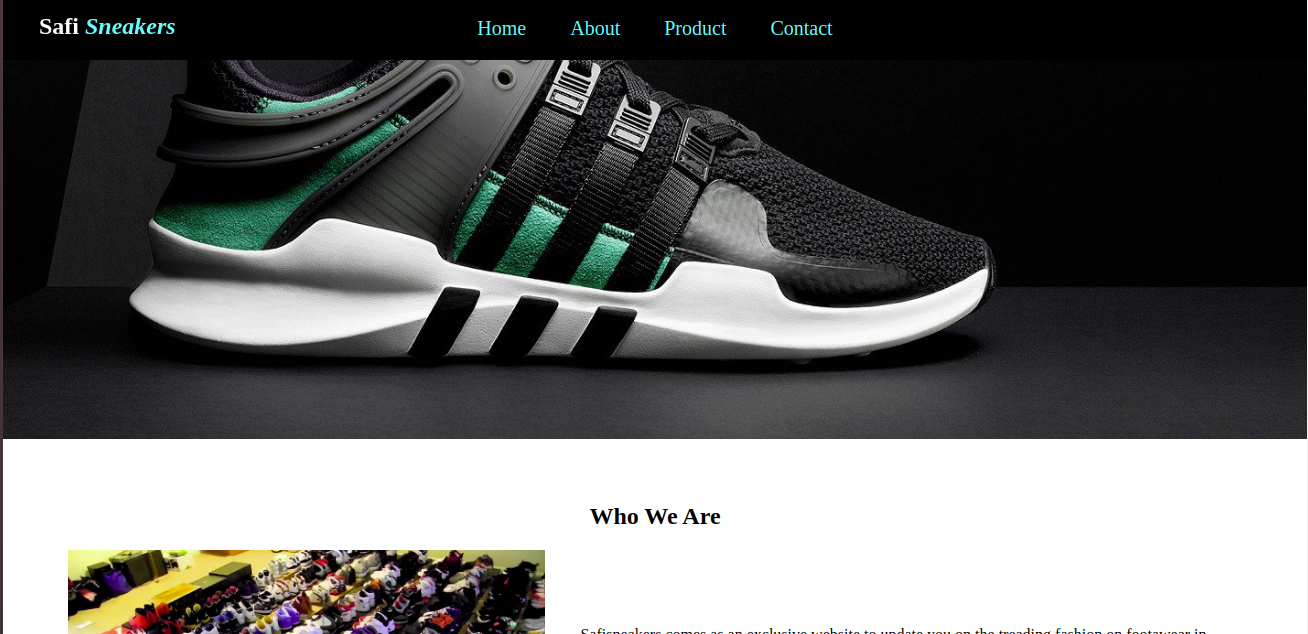 Safi Sneakers
Home About Product Contact
Who We Are
Safisneakers comes as an exclusive website to update you on the treading fashion on footawear in